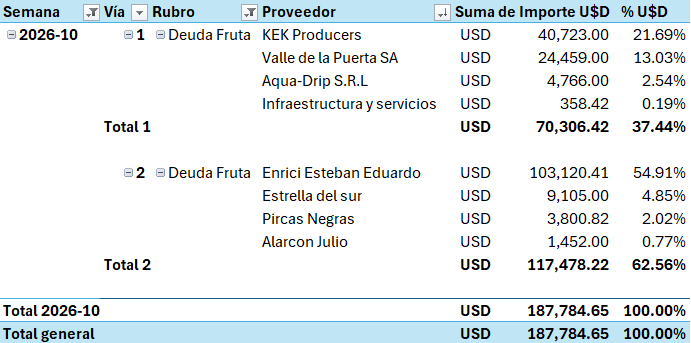 Semana Vía Rubro Proveedor Suma de Importe U$D % U$D
2026-10 1 Deuda Fruta KEK Producers USD 40,723.00 21.69%
Valle de la Puerta SA USD 24,459.00 13.03%
Aqua-Drip S.R.L USD 4,766.00 2.54%
Infraestructura y servicios USD 358.42 0.19%
Total 1 USD 70,306.42 37.44%
2 Deuda Fruta Enrici Esteban Eduardo USD 103,120.41 54.91%
Estrella del sur USD 9,105.00 4.85%
Pircas Negras USD 3,800.82 2.02%
Alarcon Julio USD 1,452.00 0.77%
Total 2 USD 117,478.22 62.56%
Total 2026-10 USD 187,784.65 100.00%
Total general USD 187,784.65 100.00%